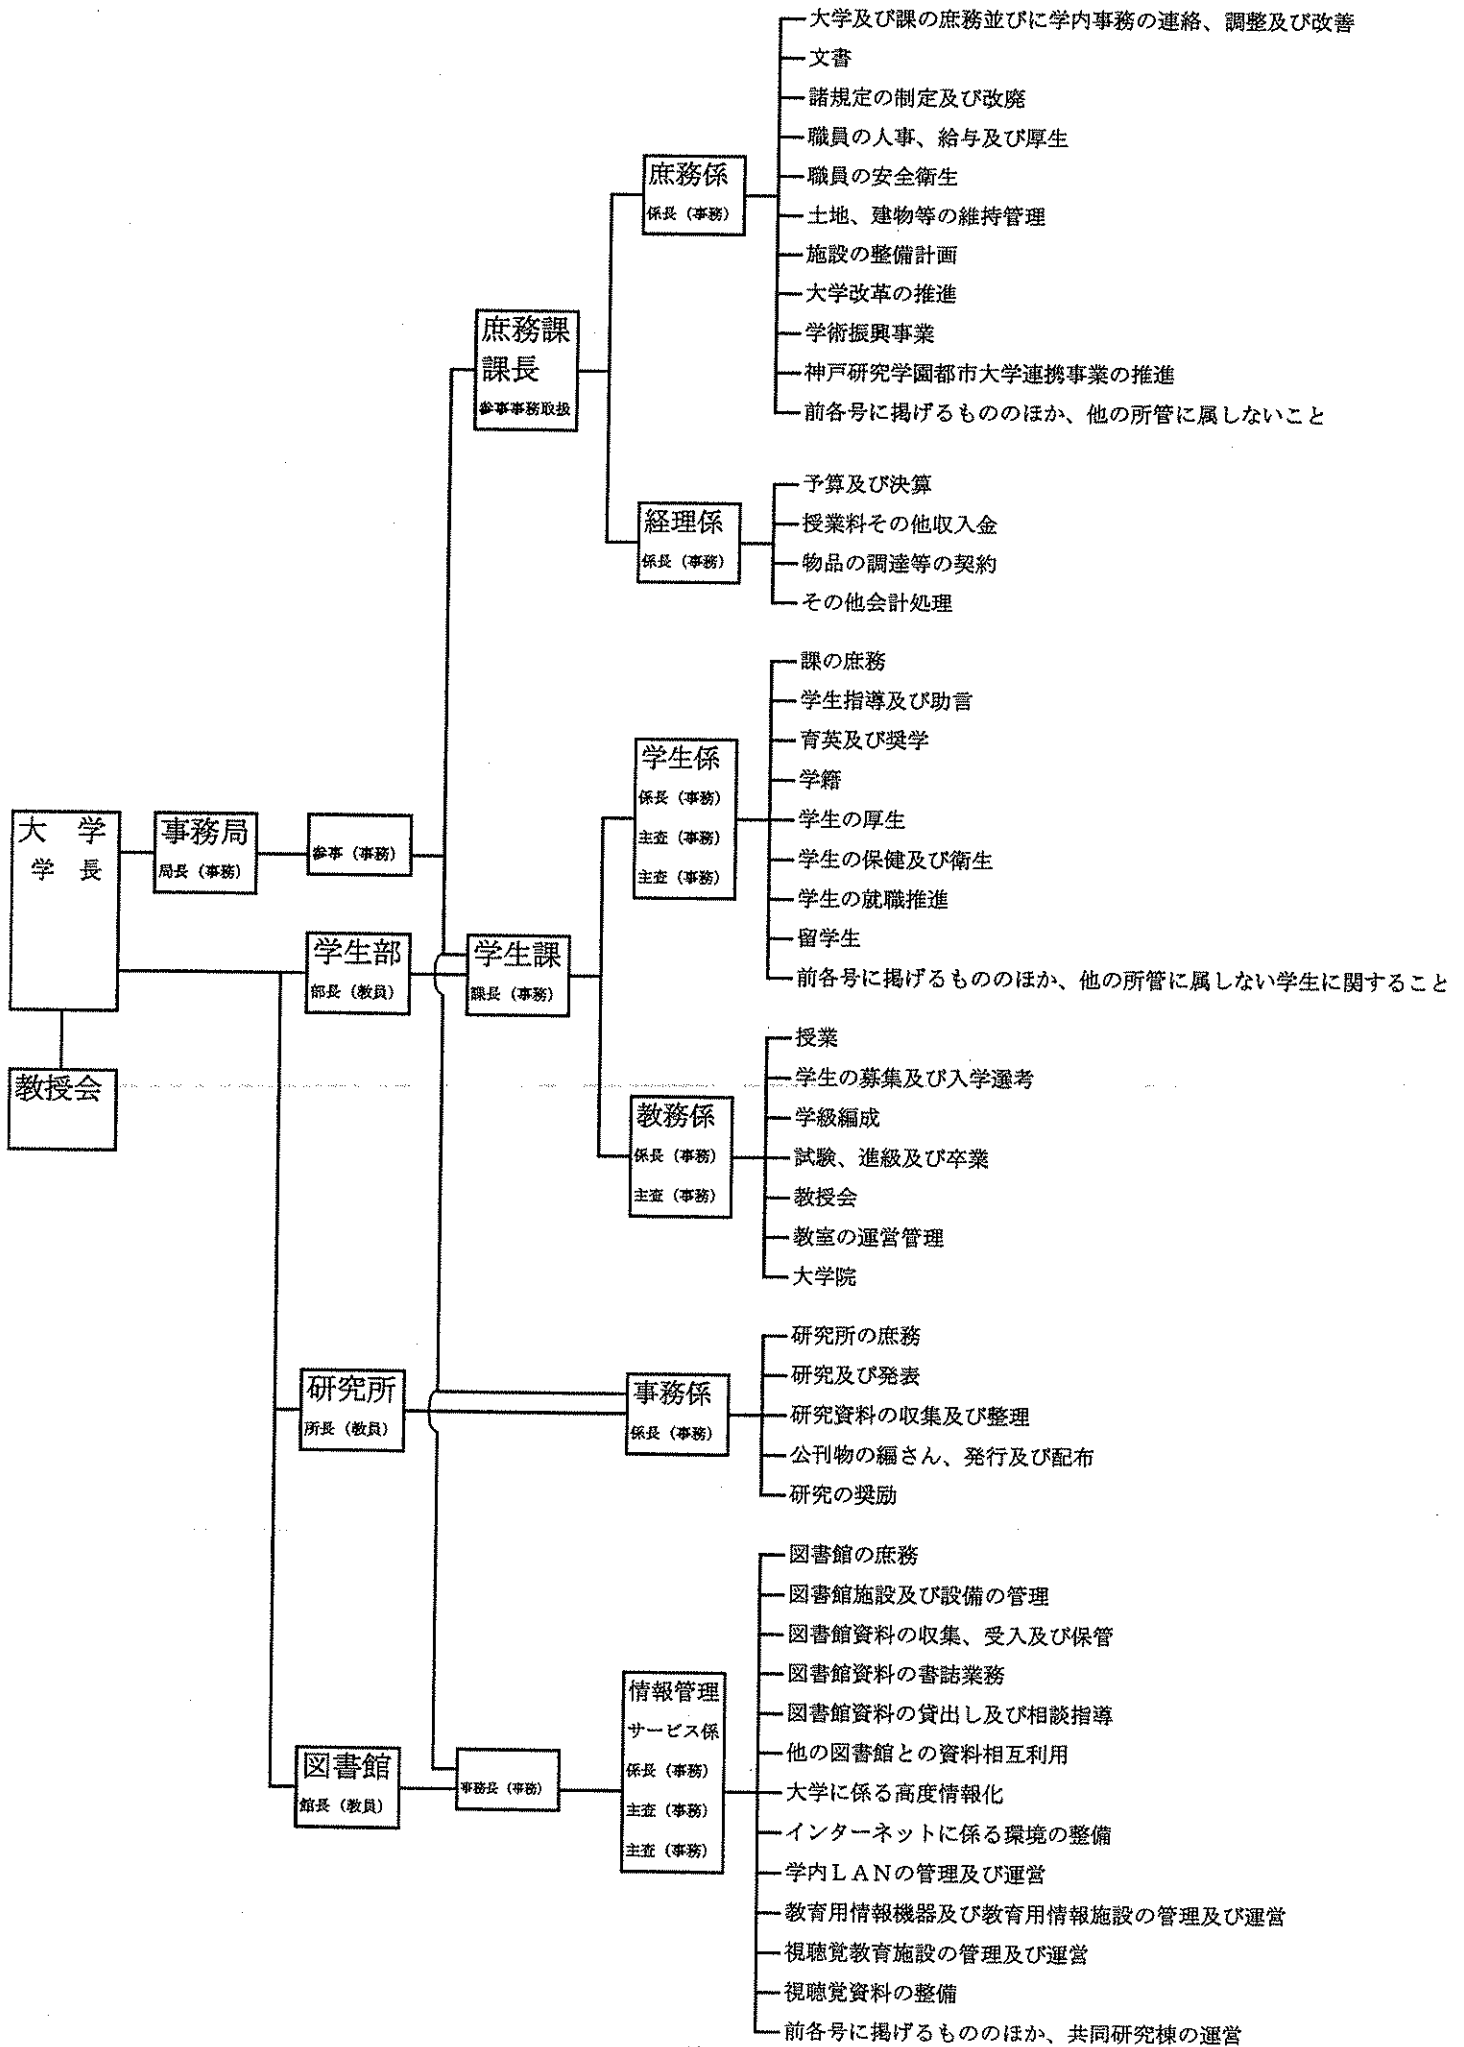 大学
学長
教授会
事務局
局長（事務）
参事（事務）
庶務課
課長
参事事務取扱
庶務係
係長（事務）
大学及び課の庶務並びに学内事務の連絡、調整及び改善
文書
諸規定の制定及び改廃
職員の人事、給与及び厚生
職員の安全衛生
土地、建物等の維持管理
施設の整備計画
大学改革の推進
学術振興事業
神戸研究学園都市大学連携事業の推進
前各号に掲げるもののほか、他の所管に属しないこと
経理係
係長（事務）
予算及び決算
授業料その他収入金
物品の調達等の契約
その他会計処理
学生部
部長（教員）
学生課
課長（事務）
学生係
係長（事務）
主査（事務）
主査（事務）
課の庶務
学生指導及び助言
育英及び奨学
学籍
学生の厚生
学生の保健及び衛生
学生の就職推進
留学生
前各号に掲げるもののほか、他の所管に属しない学生に関すること
教務係
係長（事務）
主査（事務）
授業
学生の募集及び入学選考
学級編成
試験、進級及び卒業
教授会
教室の運営管理
大学院
研究所
所長（教員）
事務係
係長（事務）
研究所の庶務
研究及び発表
研究資料の収集及び整理
公刊物の編さん、発行及び配布
研究の奨励
図書館
館長（教員）
事務長（事務）
情報管理
サービス係
係長（事務）
主査（事務）
主査（事務）
図書館の庶務
図書館施設及び設備の管理
図書館資料の収集、受入及び保管
図書館資料の書誌業務
図書館資料の貸出し及び相談指導
他の図書館との資料相互利用
大学に係る高度情報化
インターネットに係る環境の整備
学内ＬＡＮの管理及び運営
教育用情報機器及び教育用情報施設の管理及び運営
視聴覚教育施設の管理及び運営
視聴覚資料の整備
前各号に掲げるもののほか、共同研究棟の運営